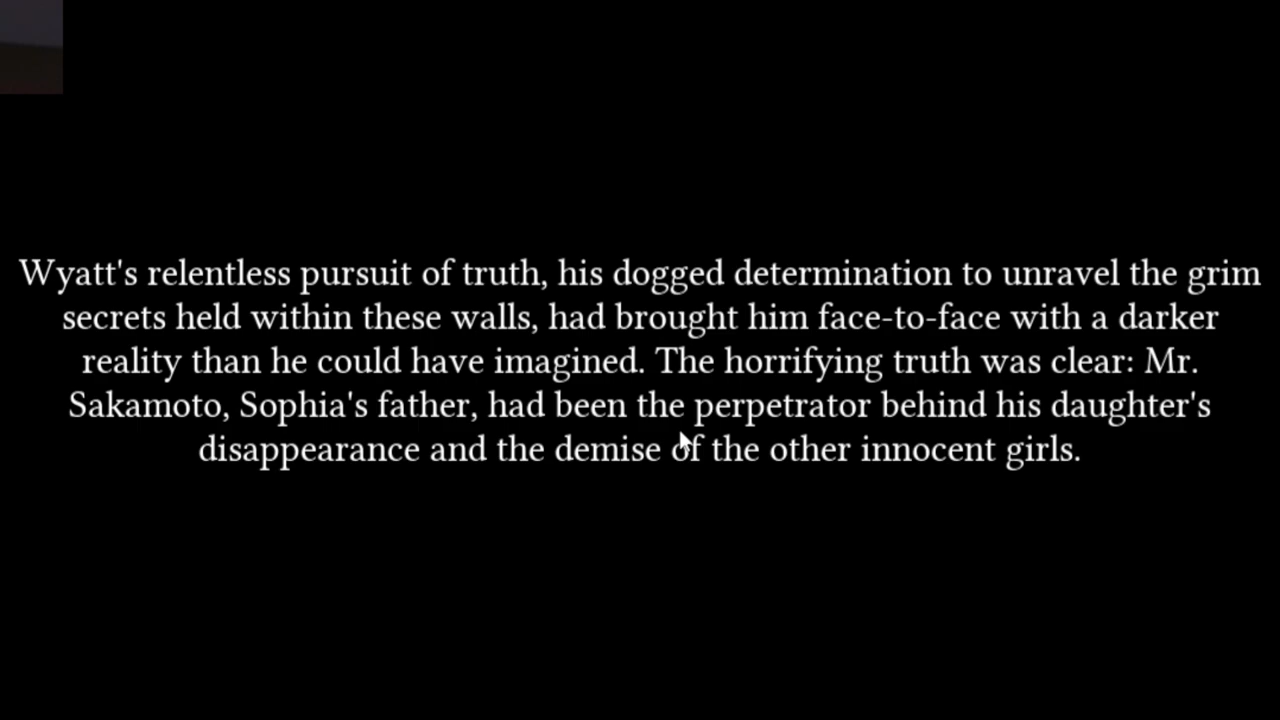 Wyatt's relentless pursuit of truth, his dogged determination to unravel the grim
secrets held within these walls, had brought him face-to-face with a darker
reality than he could have imagined. The horrifying truth was clear: Mr.
Sakamoto, Sophia's father, had been the perpetrator behind his daughter's
disappearance and the demise of the other innocent girls.